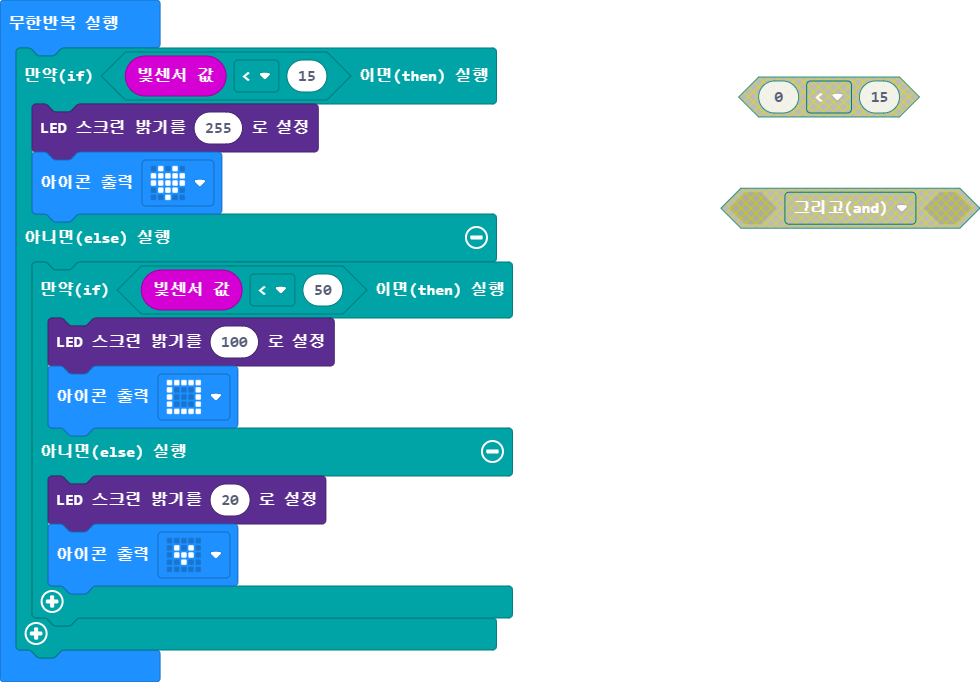 무한반복 실행
만약(if) 빛센서 값 < 15 이면(then) 실행
LED 스크린 밝기를 255 로 설정
아이콘 출력
아니면(else) 실행
만약(if) 빛센서 값 < 50 이면(then) 실행
LED 스크린 밝기를 100 로 설정
아이콘 출력
아니면(else) 실행
LED 스크린 밝기를 20 로 설정
아이콘 출력
0 < 15
그리고(and)